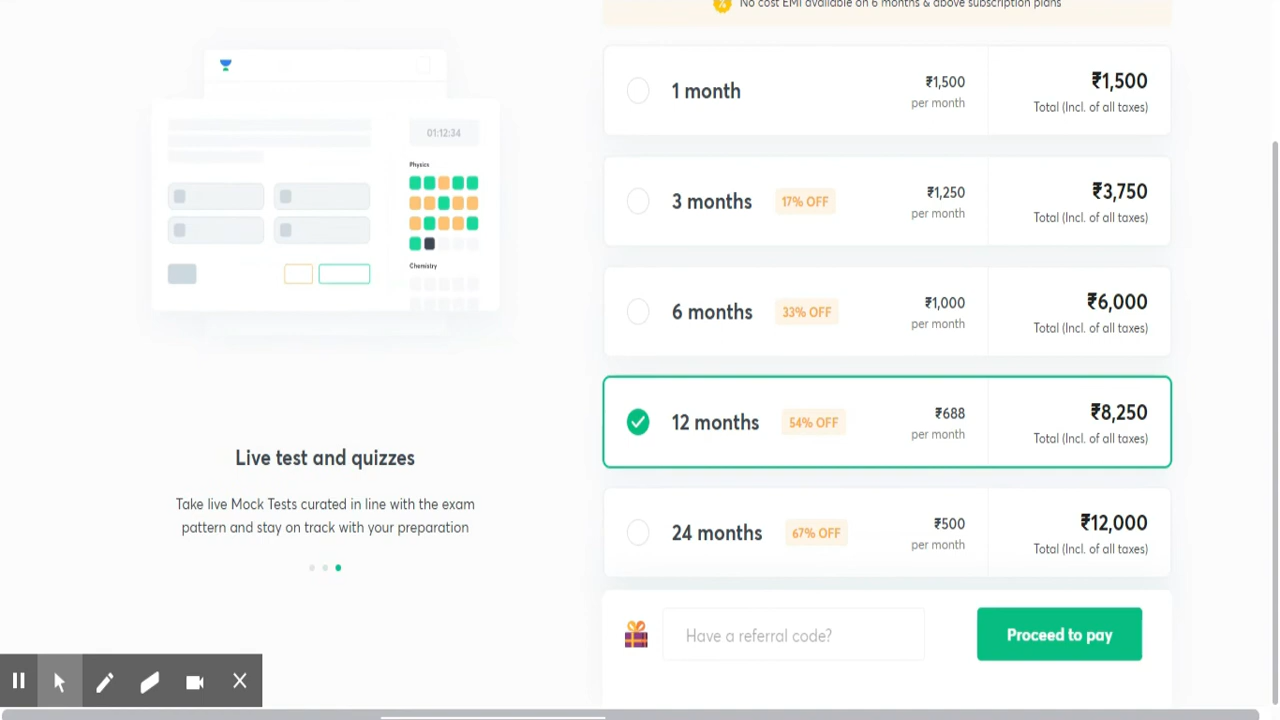 No cost EMI available on 6 months & above subscription plans
01:12:34
Physics
Chemistry
Live test and quizzes
Take live Mock Tests curated in line with the exam
pattern and stay on track with your preparation
1 month
₹1,500
per month
₹1,500
Total (Incl. of all taxes)
3 months
17% OFF
₹1,250
per month
₹3,750
Total (Incl. of all taxes)
6 months
33% OFF
₹1,000
per month
₹6,000
Total (Incl. of all taxes)
12 months
54% OFF
₹688
per month
₹8,250
Total (Incl. of all taxes)
24 months
67% OFF
₹500
per month
₹12,000
Total (Incl. of all taxes)
Have a referral code?
Proceed to pay